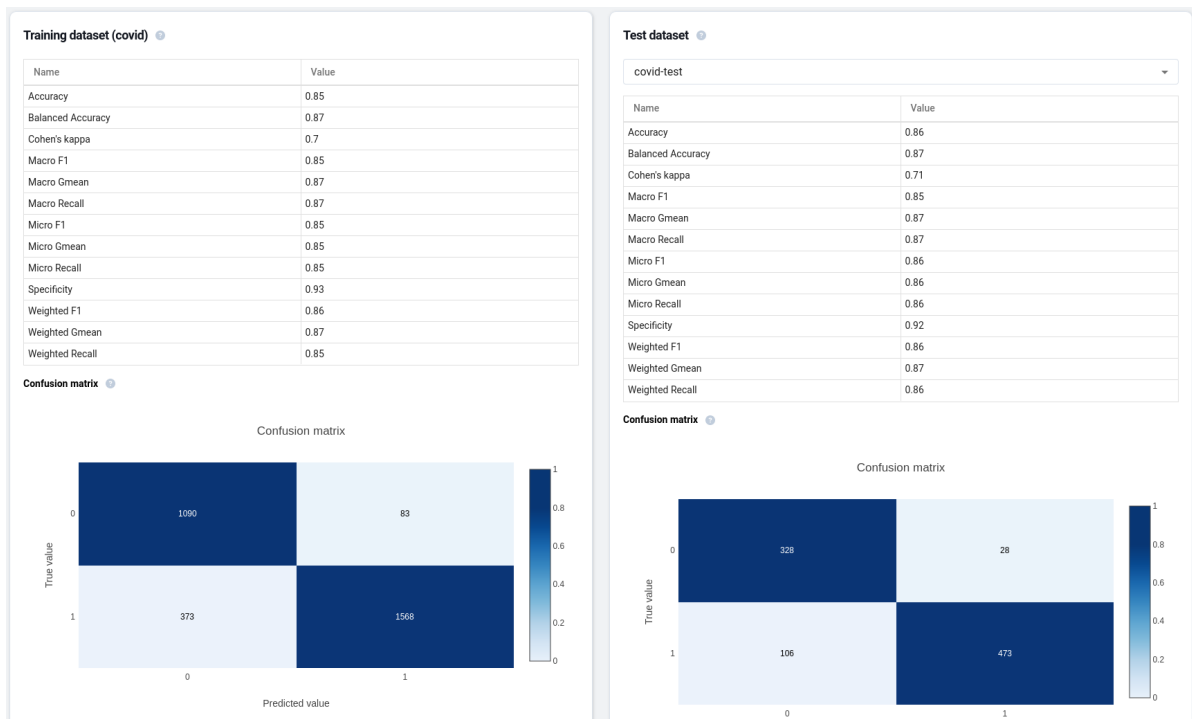 Training dataset (covid)
Name Value
Accuracy 0.85
Balanced Accuracy 0.87
Cohen's kappa 0.7
Macro F1 0.85
Macro Gmean 0.87
Macro Recall 0.87
Micro F1 0.85
Micro Gmean 0.85
Micro Recall 0.85
Specificity 0.93
Weighted F1 0.86
Weighted Gmean 0.87
Weighted Recall 0.85
Confusion matrix
Confusion matrix
1
0 1090 83 0.8
0.6
True value
0.4
1 373 1568 0.2
0
0 1
Predicted value
Test dataset
covid-test
Name Value
Accuracy 0.86
Balanced Accuracy 0.87
Cohen's kappa 0.71
Macro F1 0.85
Macro Gmean 0.87
Macro Recall 0.87
Micro F1 0.86
Micro Gmean 0.86
Micro Recall 0.86
Specificity 0.92
Weighted F1 0.86
Weighted Gmean 0.87
Weighted Recall 0.86
Confusion matrix
Confusion matrix
1
0 328 28 0.8
0.6
True value
0.4
1 106 473 0.2
0
0 1